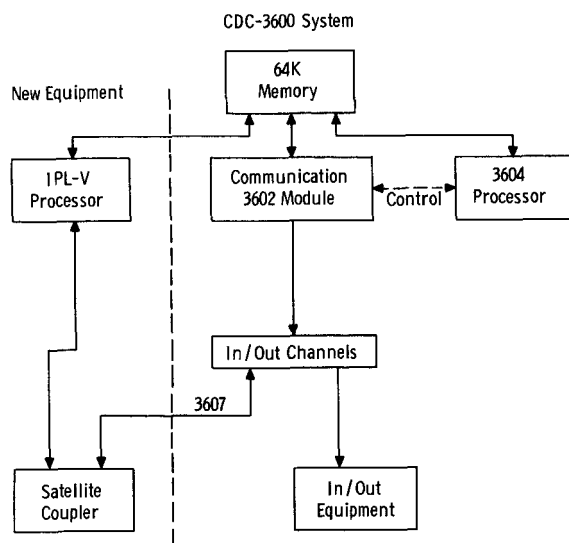 CDC-3600 System
New Equipment
64K
Memory
IPL-V
Processor
Communication
3602 Module
Control
3604
Processor
In/Out Channels
3607
Satellite
Coupler
In/Out
Equipment